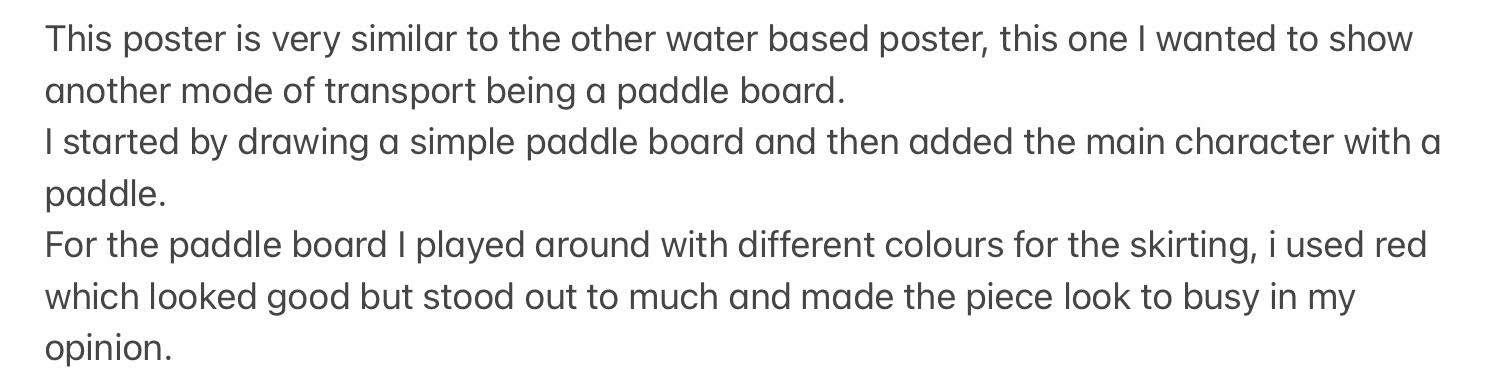 This poster is very similar to the other water based poster, this one I wanted to show
another mode of transport being a paddle board.
I started by drawing a simple paddle board and then added the main character with a
paddle.
For the paddle board I played around with different colours for the skirting, i used red
which looked good but stood out to much and made the piece look to busy in my
opinion.